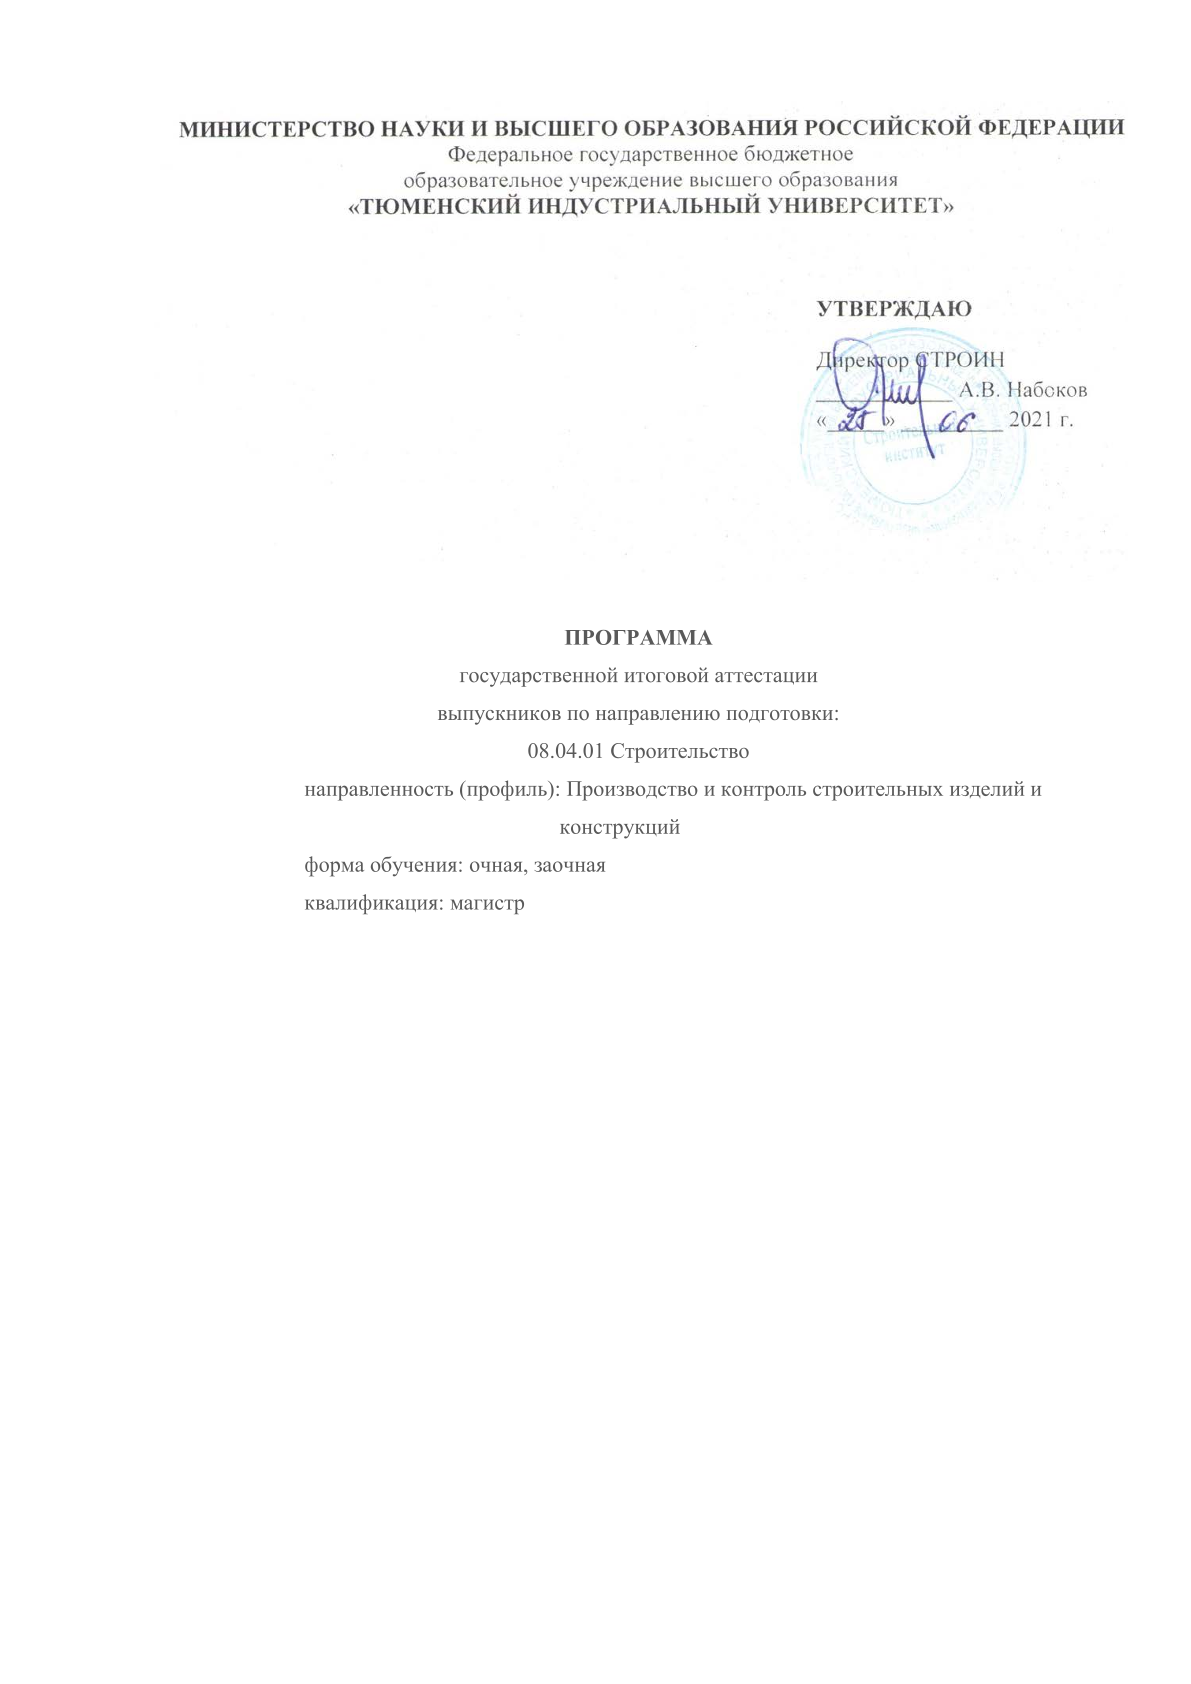 МИНИСТЕРСТВО НАУКИ И ВЫСШЕГО ОБРАЗОВАНИЯ РОССИЙСКОЙ ФЕДЕРАЦИИ
Федеральное государственное бюджетное
образовательное учреждение высшего образования
«ТЮМЕНСКИЙ ИНДУСТРИАЛЬНЫЙ УНИВЕРСИТЕТ»
УТВЕРЖДАЮ
Директор СТРОИН
____________ А.В. Набоков
«25» 06 2021 г.
Строительный
институт
ПРОГРАММА
государственной итоговой аттестации
выпускников по направлению подготовки:
08.04.01 Строительство
направленность (профиль): Производство и контроль строительных изделий и
конструкций
форма обучения: очная, заочная
квалификация: магистр